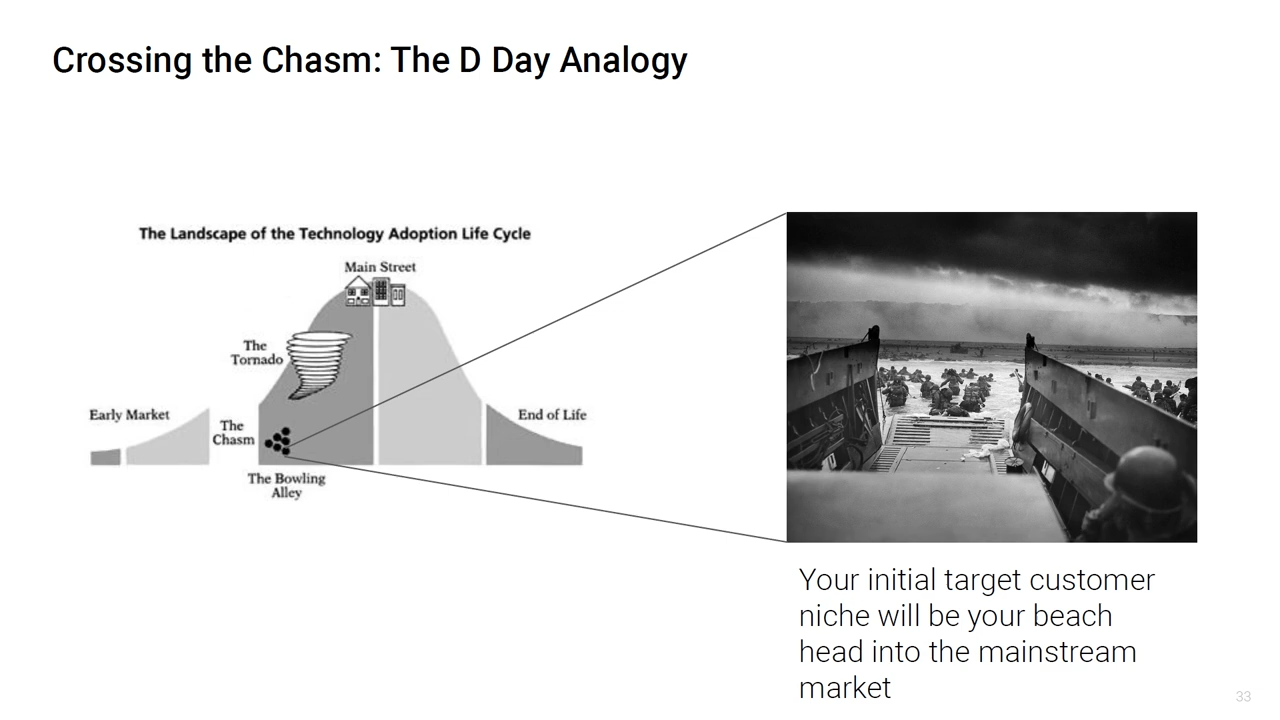 Crossing the Chasm: The D Day Analogy
The Landscape of the Technology Adoption Life Cycle
Main Street
The
Tornado
Early Market
The
Chasm
End of Life
The Bowling
Alley
Your initial target customer
niche will be your beach
head into the mainstream
market
33